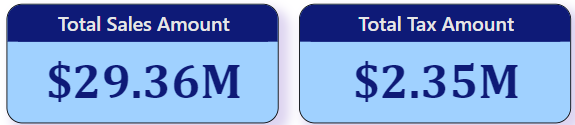 Total Sales Amount
$29.36M
Total Tax Amount
$2.35M